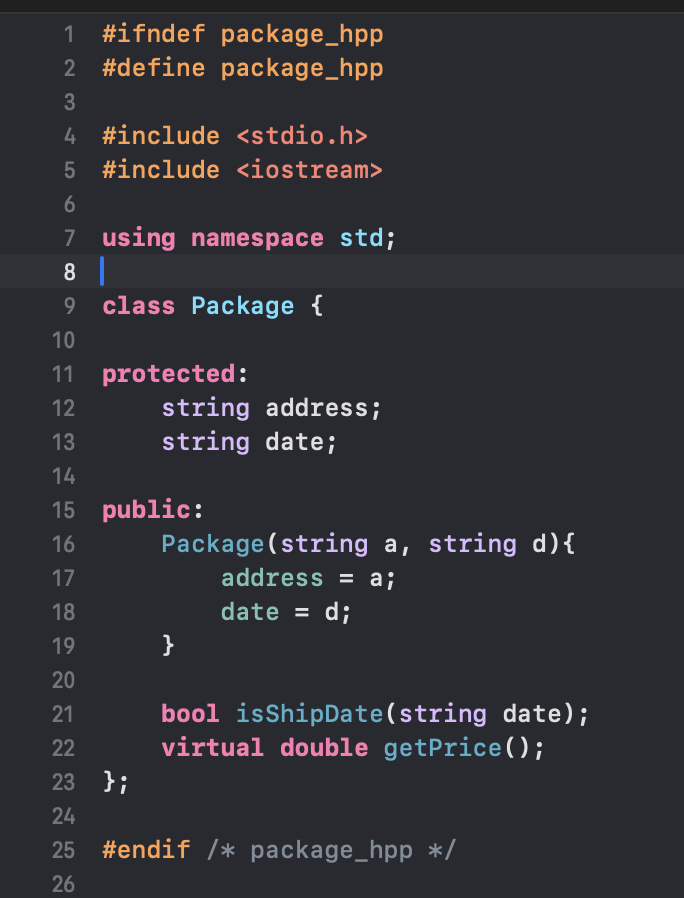 1 #ifndef package_hpp
2 #define package_hpp
3
4 #include <stdio.h>
5 #include <iostream>
6
7 using namespace std;
8
9 class Package {
10
11 protected:
12     string address;
13     string date;
14
15 public:
16     Package(string a, string d){
17         address = a;
18         date = d;
19     }
20
21     bool isShipDate(string date);
22     virtual double getPrice();
23 };
24
25 #endif /* package_hpp */
26